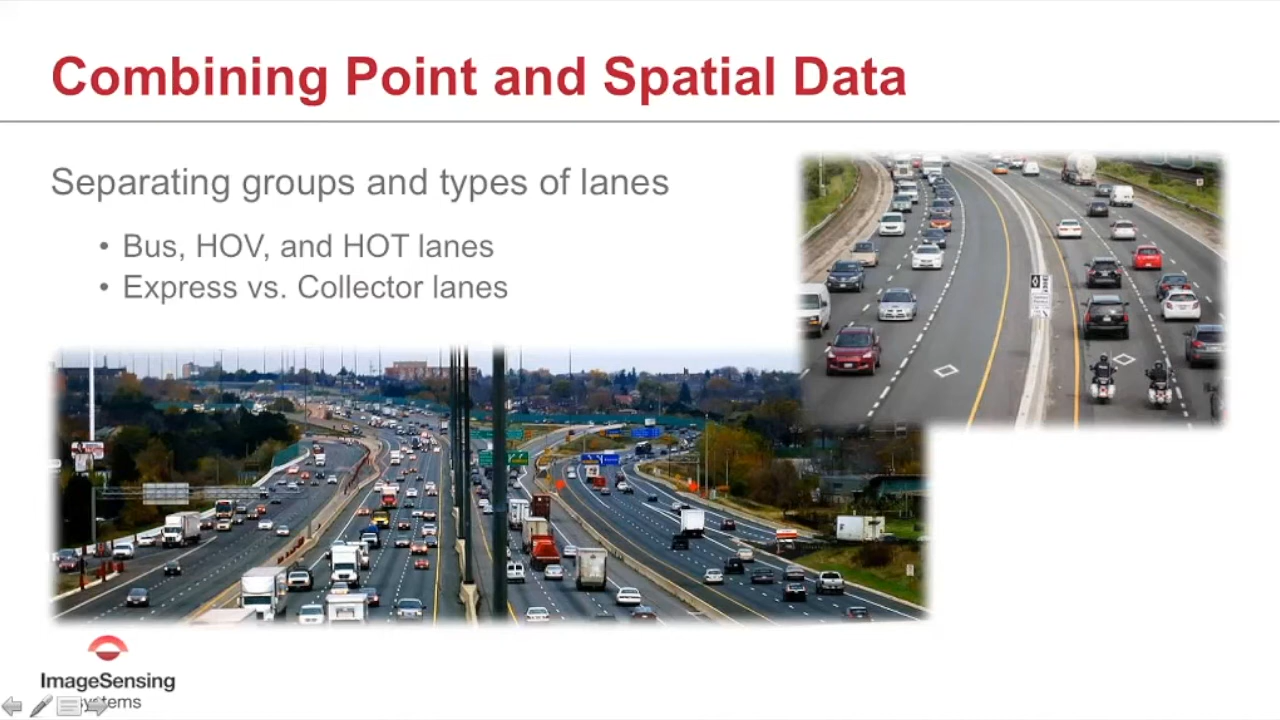 Combining Point and Spatial Data
Separating groups and types of lanes
• Bus, HOV, and HOT lanes
• Express vs. Collector lanes
ImageSensing
systems